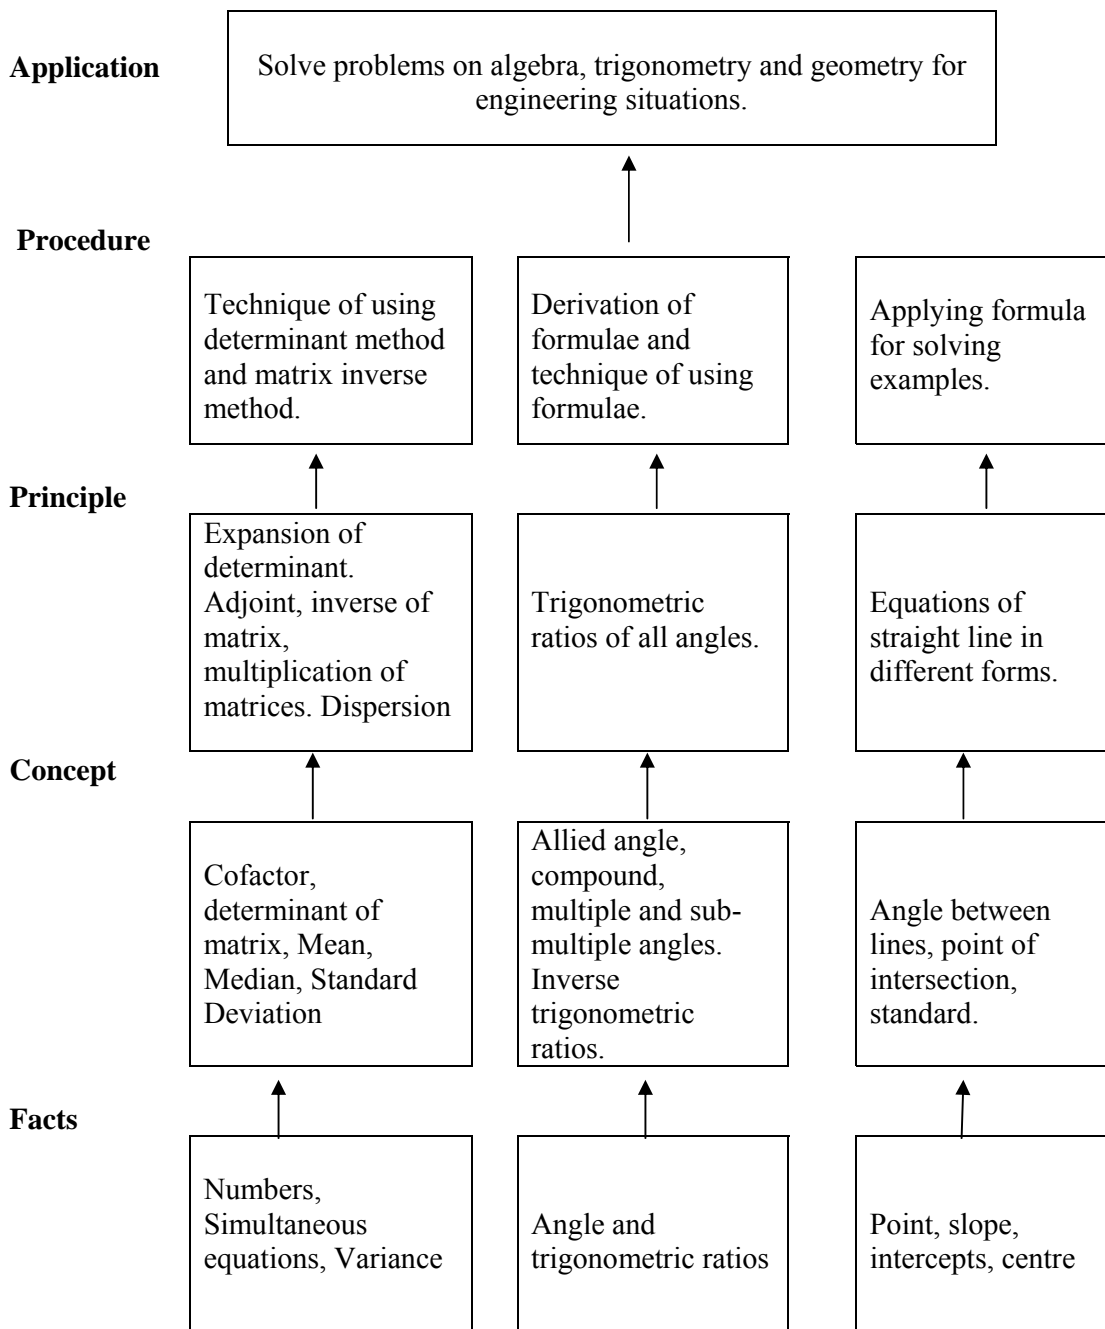 Application
Solve problems on algebra, trigonometry and geometry for
engineering situations.
Procedure
Technique of using
determinant method
and matrix inverse
method.
Derivation of
formulae and
technique of using
formulae.
Applying formula
for solving
examples.
Principle
Expansion of
determinant.
Adjoint, inverse of
matrix,
multiplication of
matrices. Dispersion
Trigonometric
ratios of all angles.
Equations of
straight line in
different forms.
Concept
Cofactor,
determinant of
matrix, Mean,
Median, Standard
Deviation
Allied angle,
compound,
multiple and sub-
multiple angles.
Inverse
trigonometric
ratios.
Angle between
lines, point of
intersection,
standard.
Facts
Numbers,
Simultaneous
equations, Variance
Angle and
trigonometric ratios
Point, slope,
intercepts, centre